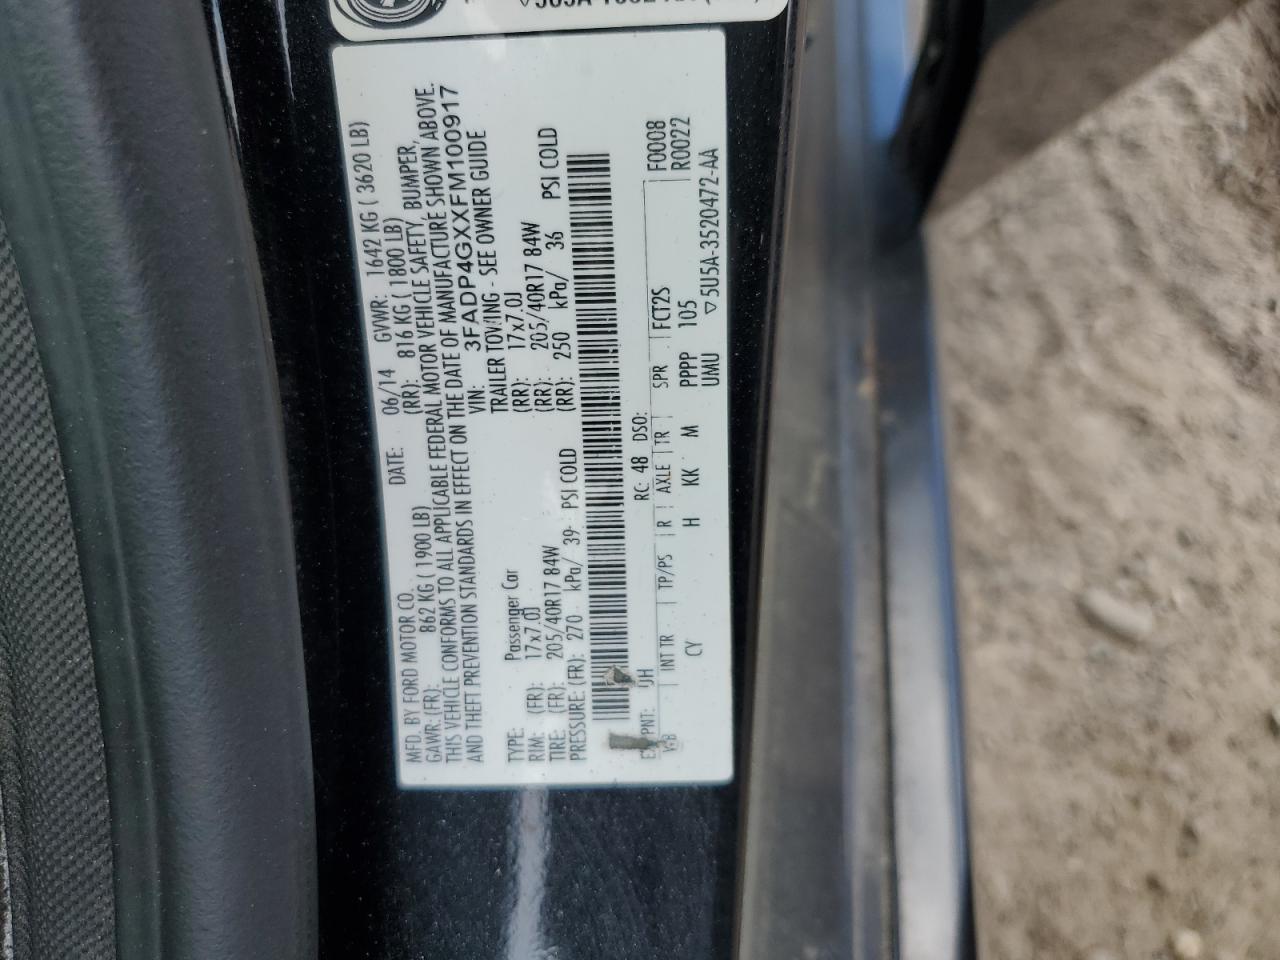 MFD. BY FORD MOTOR CO. DATE: 06/14 GVWR: 1642 KG ( 3620 LB)
GAWR: (FR): 862 KG ( 1900 LB) (RR): 816 KG ( 1800 LB)
THIS VEHICLE CONFORMS TO ALL APPLICABLE FEDERAL MOTOR VEHICLE SAFETY, BUMPER,
AND THEFT PREVENTION STANDARDS IN EFFECT ON THE DATE OF MANUFACTURE SHOWN ABOVE.
VIN: 3FADP4GXXFM100917
TYPE: Passenger Car TRAILER TOWING - SEE OWNER GUIDE
RIM: (FR): 17x7.0J (RR): 17x7.0J
TIRE: (FR): 205/40R17 84W (RR): 205/40R17 84W
PRESSURE: (FR): 270 kPa/ 39 PSI COLD (RR): 250 kPa/ 36 PSI COLD
PNT: UH RC: 48 DSO: F0008
WB INT TR TP/PS R AXLE TR SPR FCT2S R0022
CY H KK M PPPP 105
UMU ▽5U5A-3520472-AA